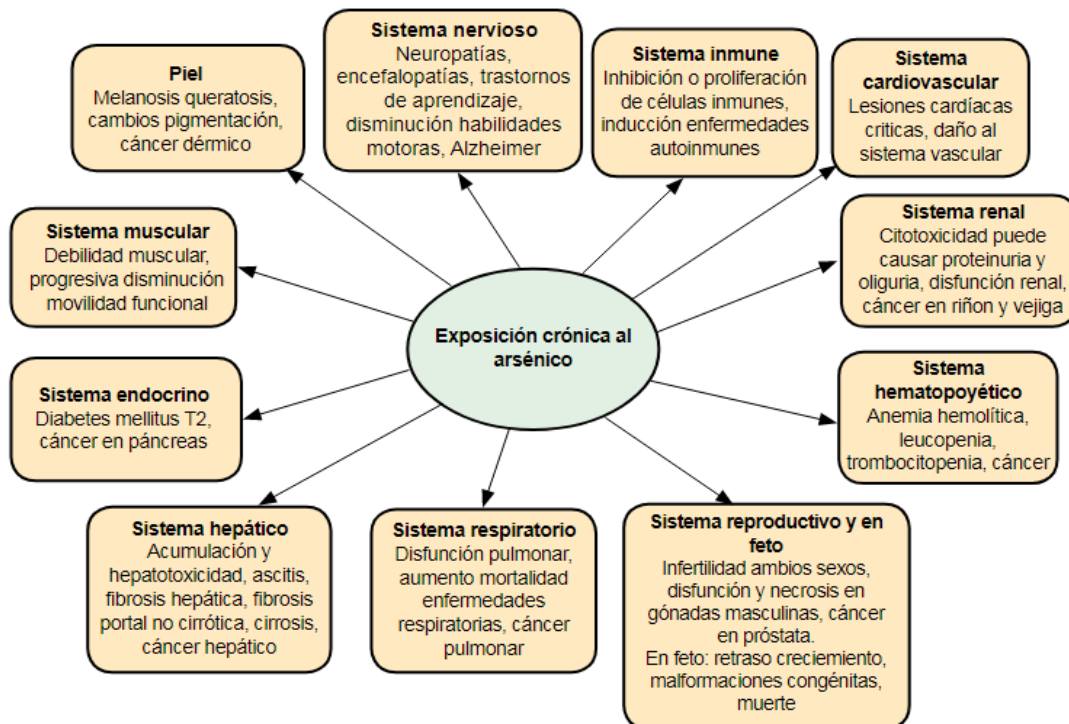 Piel
Melanosis queratosis,
cambios pigmentación,
cáncer dérmico
Sistema nervioso
Neuropatías,
encefalopatías, trastornos
de aprendizaje,
disminución habilidades
motoras, Alzheimer
Sistema inmune
Inhibición o proliferación
de células inmunes,
inducción enfermedades
autoinmunes
Sistema
cardiovascular
Lesiones cardíacas
criticas, daño al
sistema vascular
Sistema muscular
Debilidad muscular,
progresiva disminución
movilidad funcional
Sistema renal
Citotoxicidad puede
causar proteinuria y
oliguria, disfunción renal,
cáncer en riñon y vejiga
Exposición crónica al
arsénico
Sistema endocrino
Diabetes mellitus T2,
cáncer en páncreas
Sistema
hematopoyético
Anemia hemolítica,
leucopenia,
trombocitopenia, cáncer
Sistema hepático
Acumulación y
hepatotoxicidad, ascitis,
fibrosis hepática, fibrosis
portal no cirrótica, cirrosis,
cáncer hepático
Sistema respiratorio
Disfunción pulmonar,
aumento mortalidad
enfermedades
respiratorias, cáncer
pulmonar
Sistema reproductivo y en
feto
Infertilidad ambios sexos,
disfunción y necrosis en
gónadas masculinas, cáncer
en próstata.
En feto: retraso creciemiento,
malformaciones congénitas,
muerte